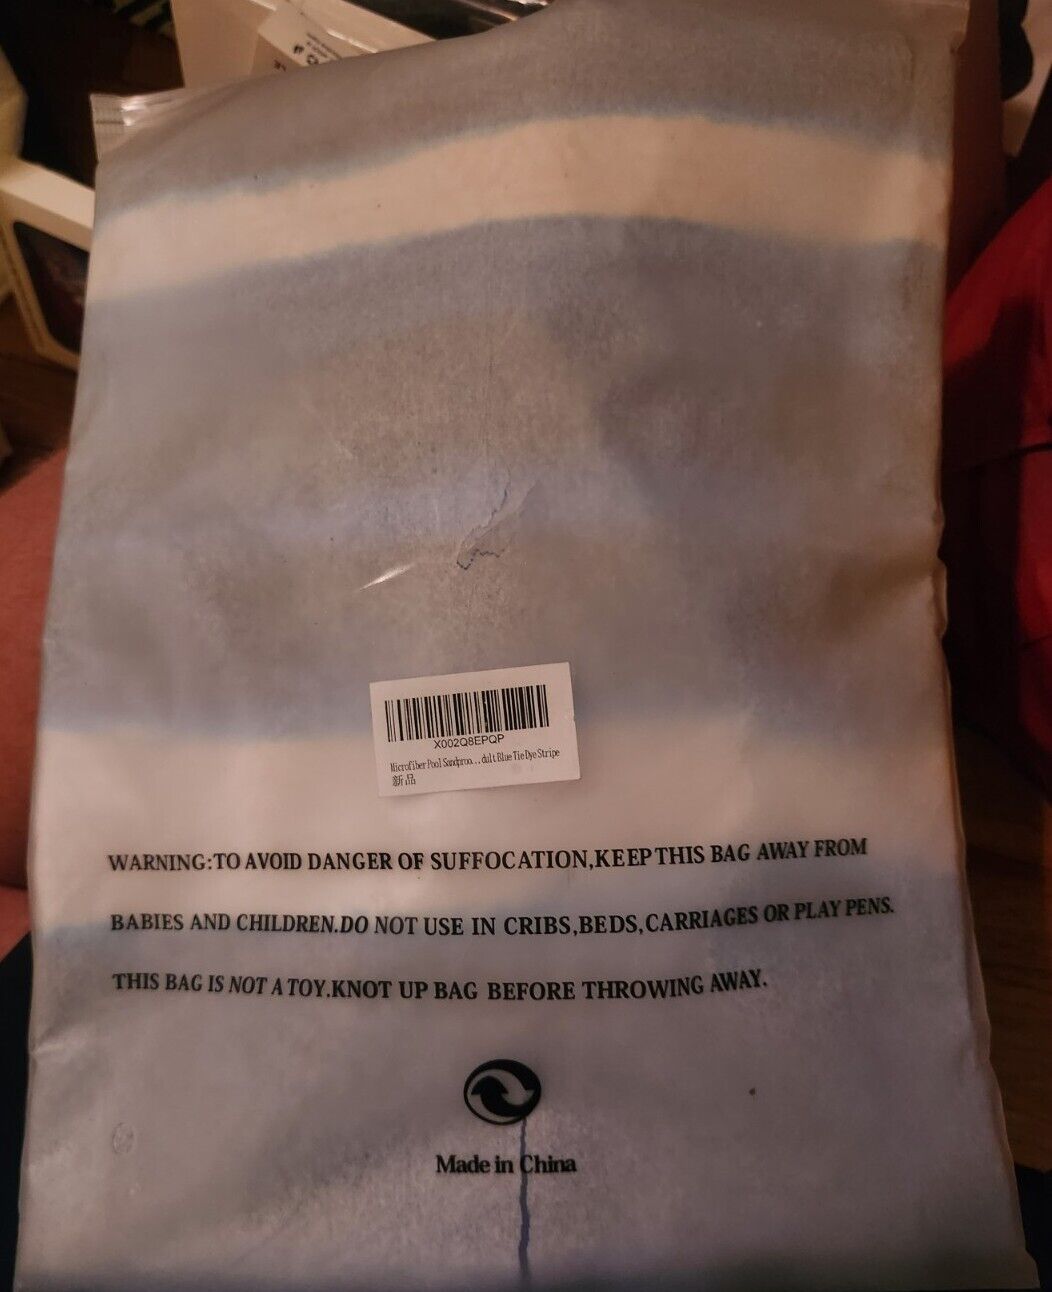 X002Q8EPQP
Microfiber Pool Sandproo...dult Blue Tie Dye Stripe
新品
WARNING:TO AVOID DANGER OF SUFFOCATION,KEEP THIS BAG AWAY FROM
BABIES AND CHILDREN.DO NOT USE IN CRIBS,BEDS,CARRIAGES OR PLAY PENS.
THIS BAG IS NOT A TOY.KNOT UP BAG BEFORE THROWING AWAY.
Made in China